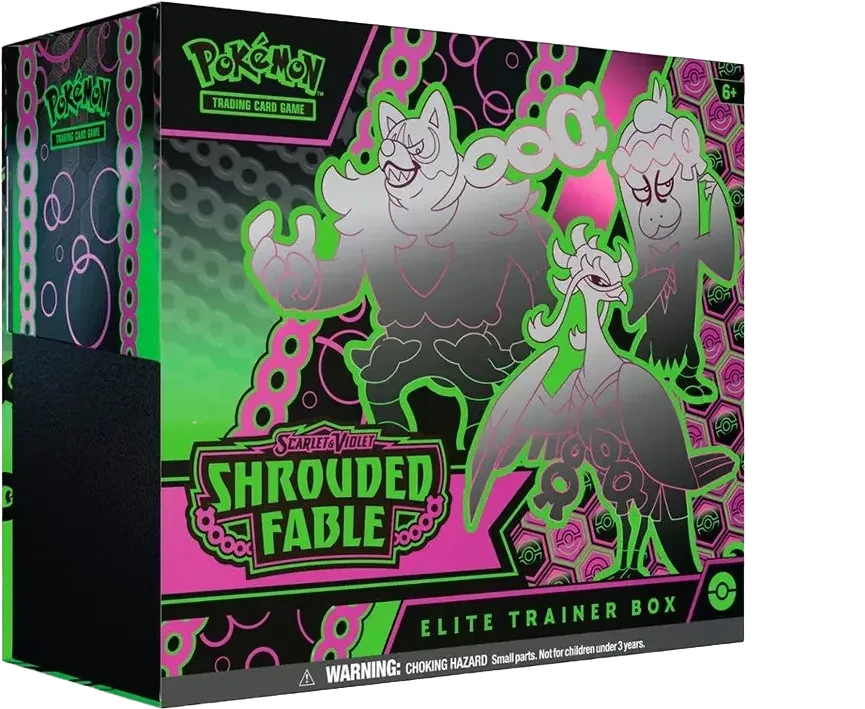 POKéMON
TRADING CARD GAME
POKéMON™
TRADING CARD GAME
6+
SCARLET & VIOLET
SHROUDED
FABLE
ELITE TRAINER BOX
WARNING: CHOKING HAZARD Small parts. Not for children under 3 years.